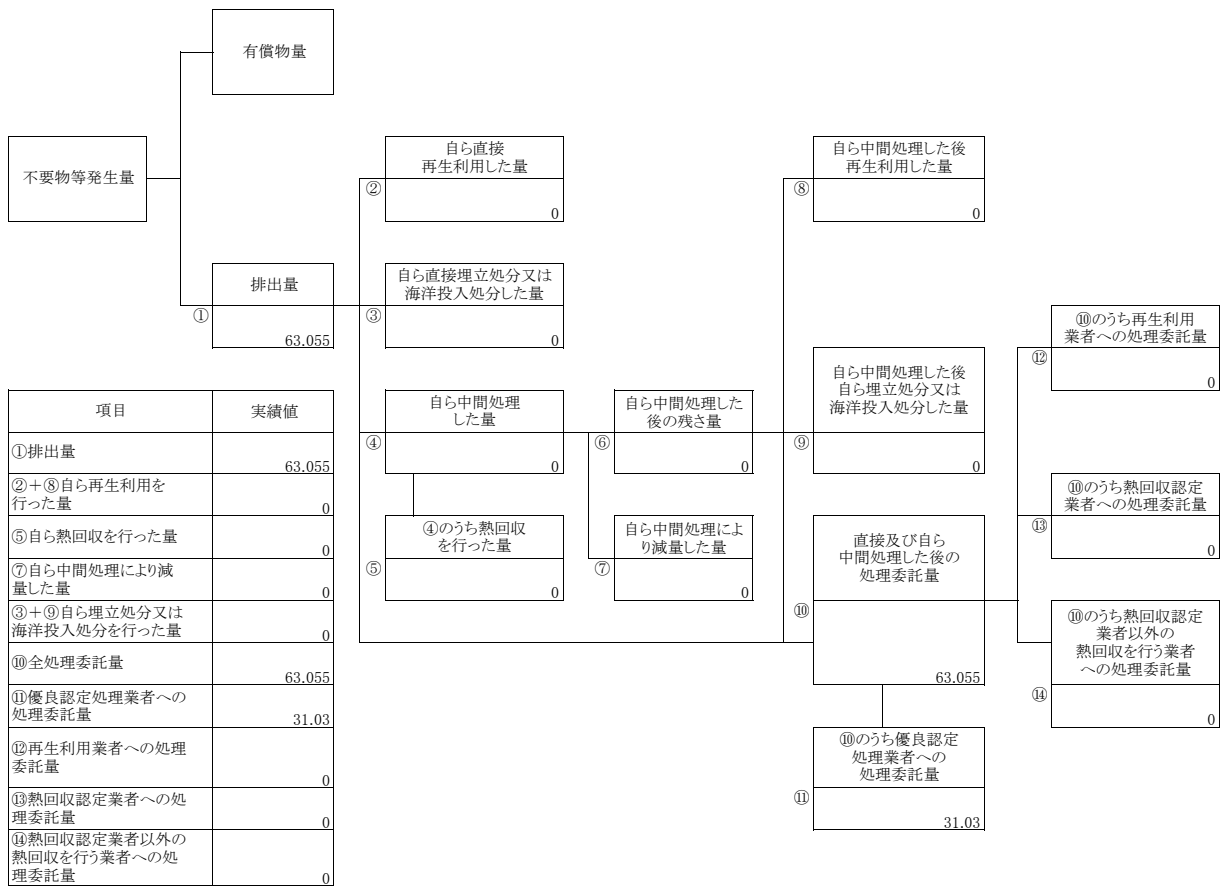 有償物量
不要物等発生量
自ら直接
再生利用した量
②
0
自ら中間処理した後
再生利用した量
⑧
0
排出量
①
63.055
自ら直接埋立処分又は
海洋投入処分した量
③
0
⑩のうち再生利用
業者への処理委託量
⑫
0
自ら中間処理
した量
④
0
自ら中間処理した
後の残さ量
⑥
0
自ら中間処理した後
自ら埋立処分又は
海洋投入処分した量
⑨
0
④のうち熱回収
を行った量
⑤
0
自ら中間処理によ
り減量した量
⑦
0
直接及び自ら
中間処理した後の
処理委託量
⑩
63.055
⑩のうち熱回収認定
業者への処理委託量
⑬
0
⑩のうち熱回収認定
業者以外の
熱回収を行う業者
への処理委託量
⑭
0
⑩のうち優良認定
処理業者への
処理委託量
⑪
31.03
項目 実績値
①排出量
63.055
②+⑧自ら再生利用を
行った量
0
⑤自ら熱回収を行った量
0
⑦自ら中間処理により減
量した量
0
③+⑨自ら埋立処分又は
海洋投入処分を行った量
0
⑩全処理委託量
63.055
⑪優良認定処理業者への
処理委託量
31.03
⑫再生利用業者への処理
委託量
0
⑬熱回収認定業者への処
理委託量
0
⑭熱回収認定業者以外の
熱回収を行う業者への処
理委託量
0